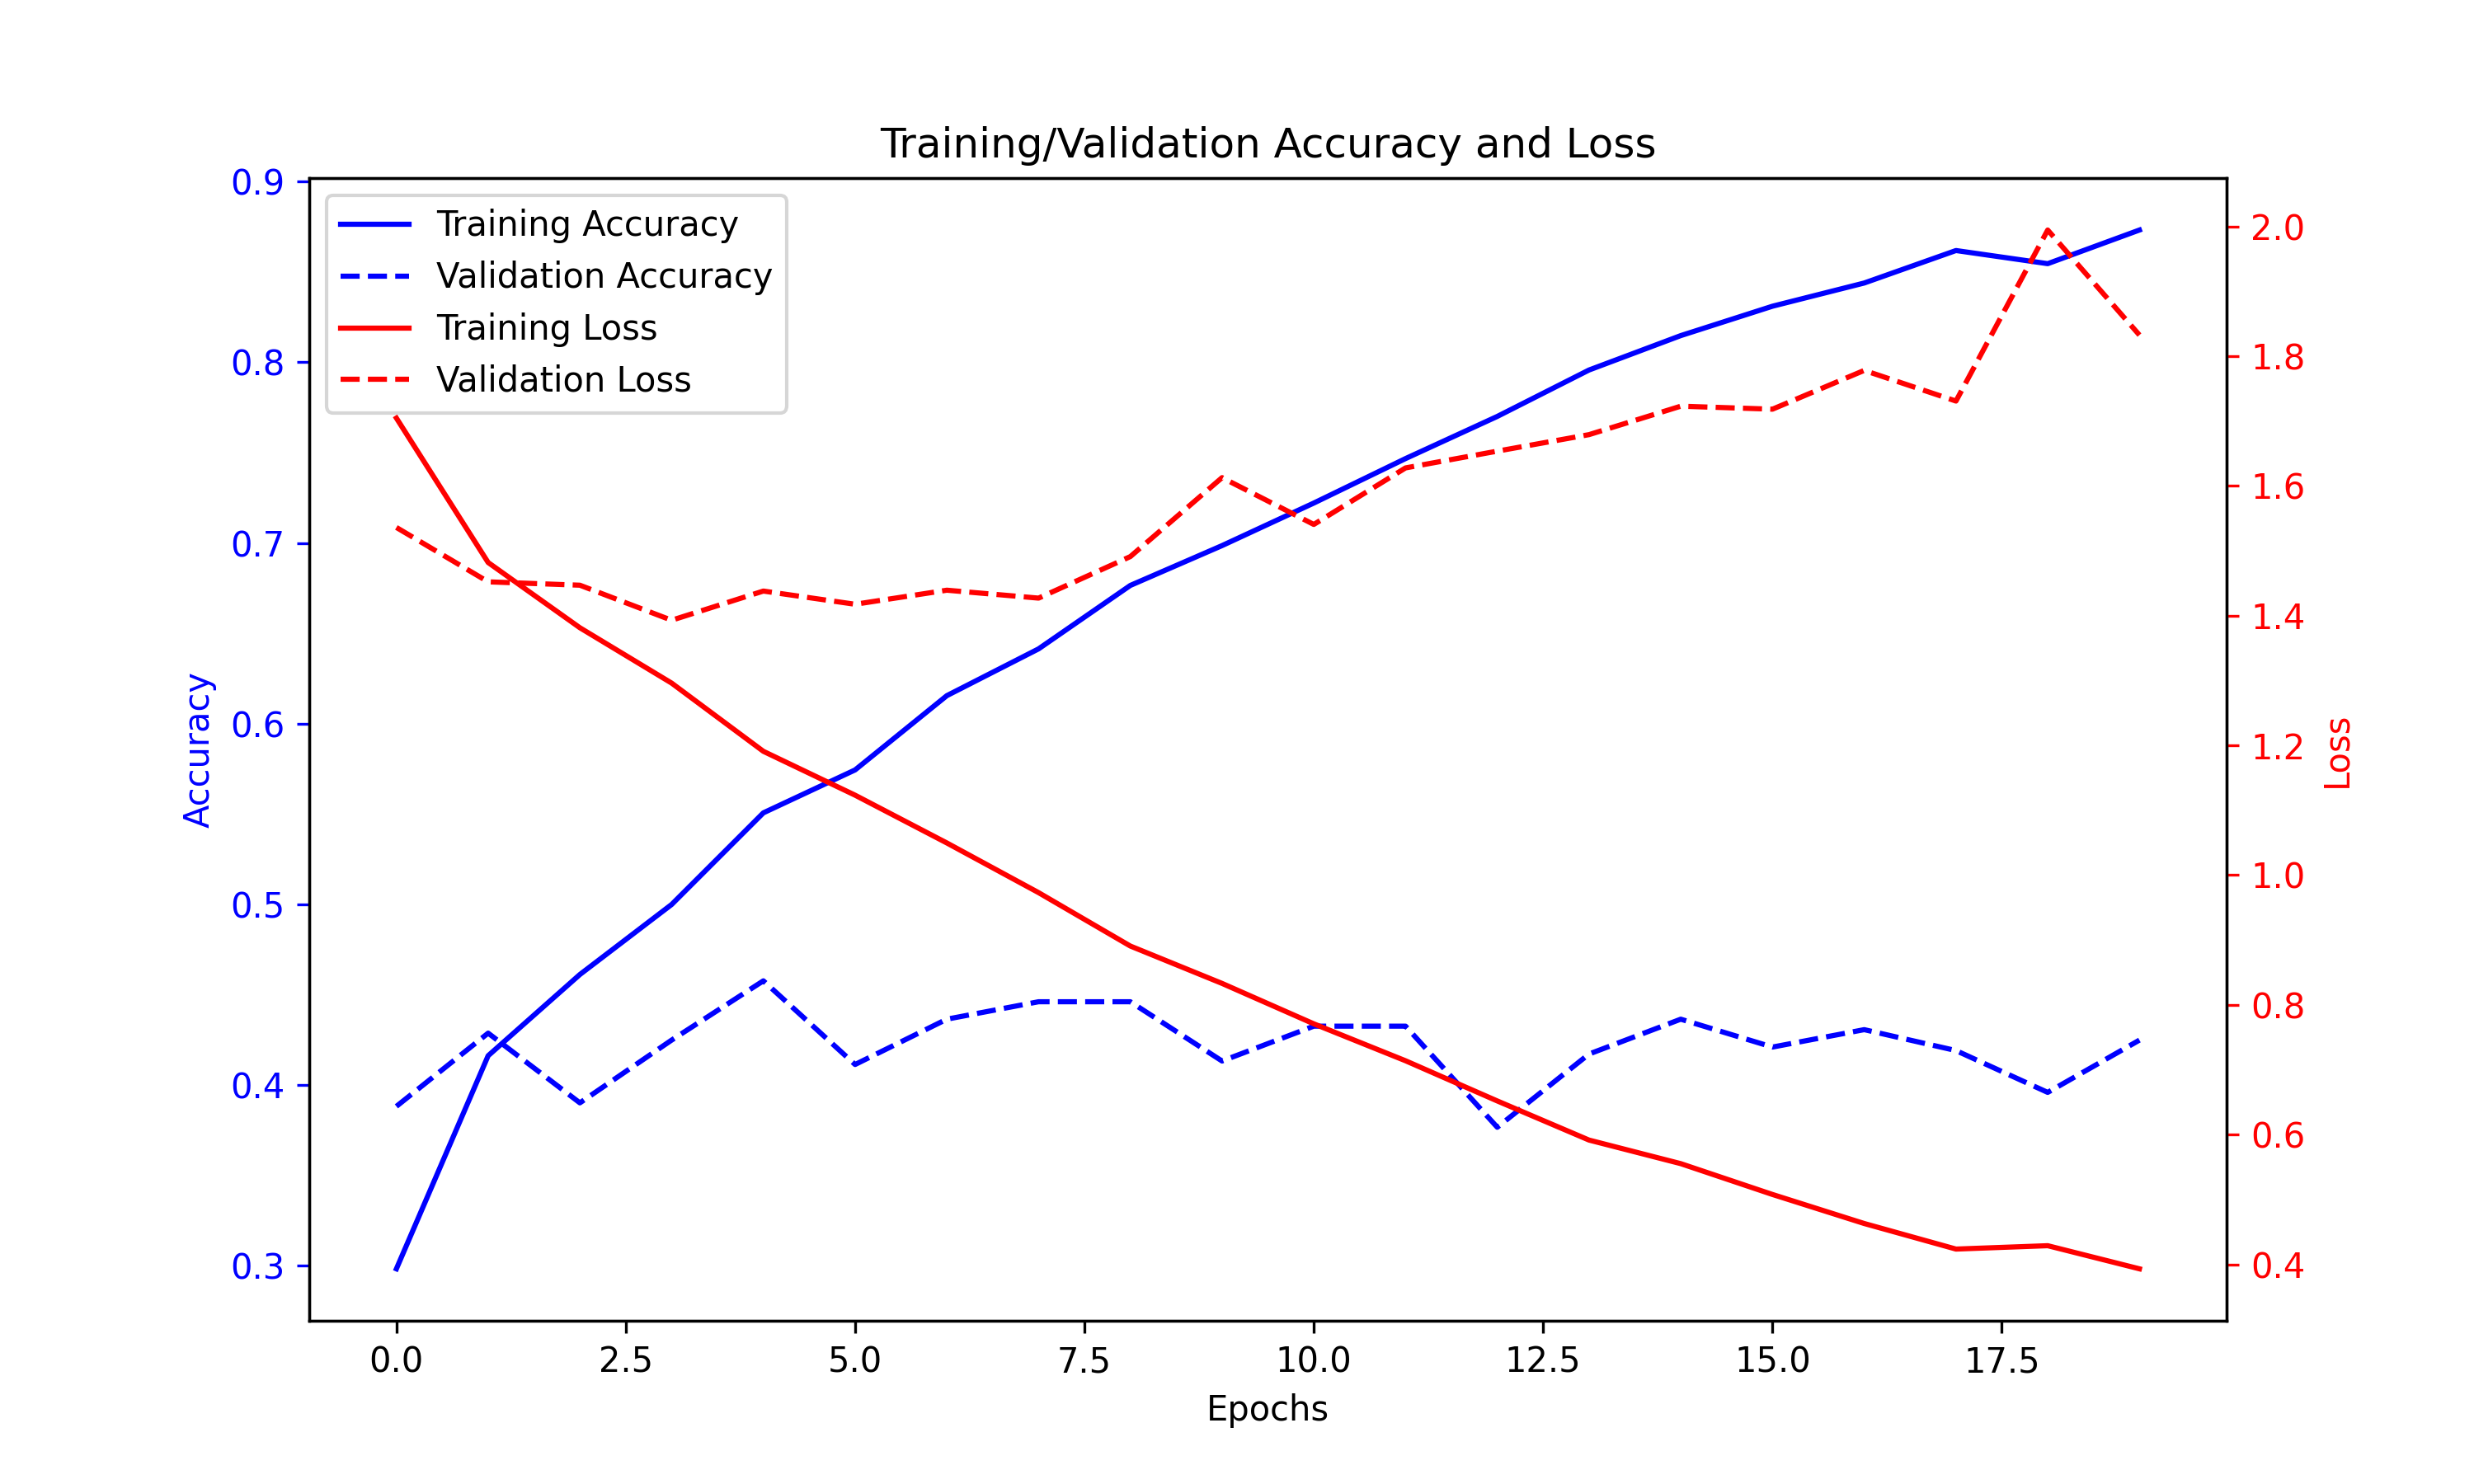 Training/Validation Accuracy and Loss
Training Accuracy
Validation Accuracy
Training Loss
Validation Loss
Accuracy
0.9
0.8
0.7
0.6
0.5
0.4
0.3
2.0
1.8
1.6
1.4
1.2
1.0
0.8
0.6
0.4
Loss
0.0 2.5 5.0 7.5 10.0 12.5 15.0 17.5
Epochs